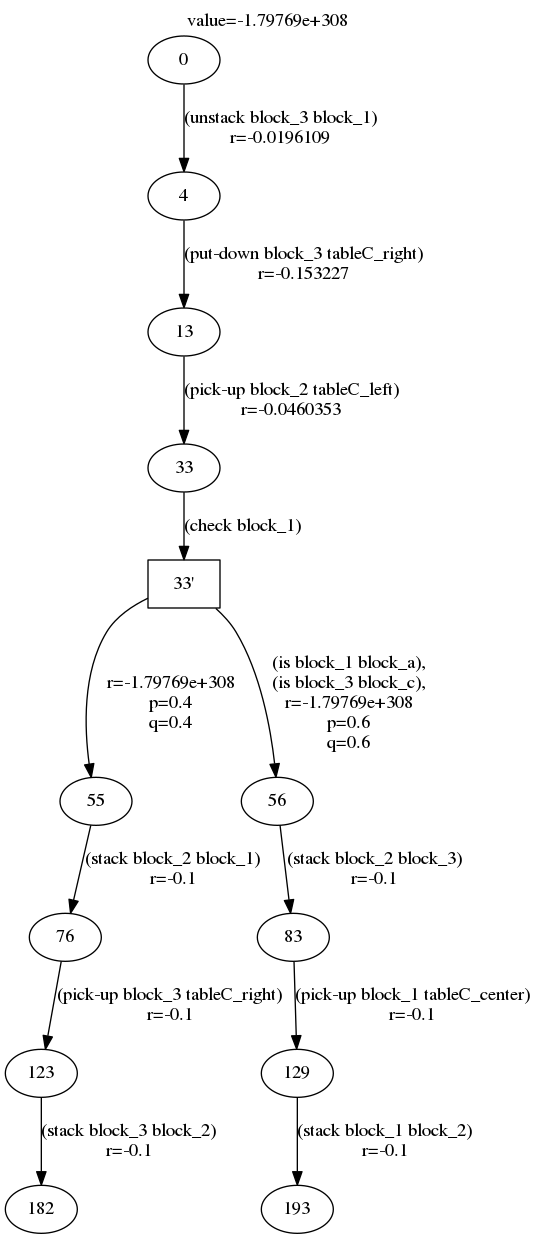 value=-1.79769e+308
0
(unstack block_3 block_1)
r=-0.0196109
4
(put-down block_3 tableC_right)
r=-0.153227
13
(pick-up block_2 tableC_left)
r=-0.0460353
33
(check block_1)
33'
r=-1.79769e+308
p=0.4
q=0.4
(is block_1 block_a),
(is block_3 block_c),
r=-1.79769e+308
p=0.6
q=0.6
55
56
(stack block_2 block_1)
r=-0.1
(stack block_2 block_3)
r=-0.1
76
83
(pick-up block_3 tableC_right)
r=-0.1
(pick-up block_1 tableC_center)
r=-0.1
123
129
(stack block_3 block_2)
r=-0.1
(stack block_1 block_2)
r=-0.1
182
193